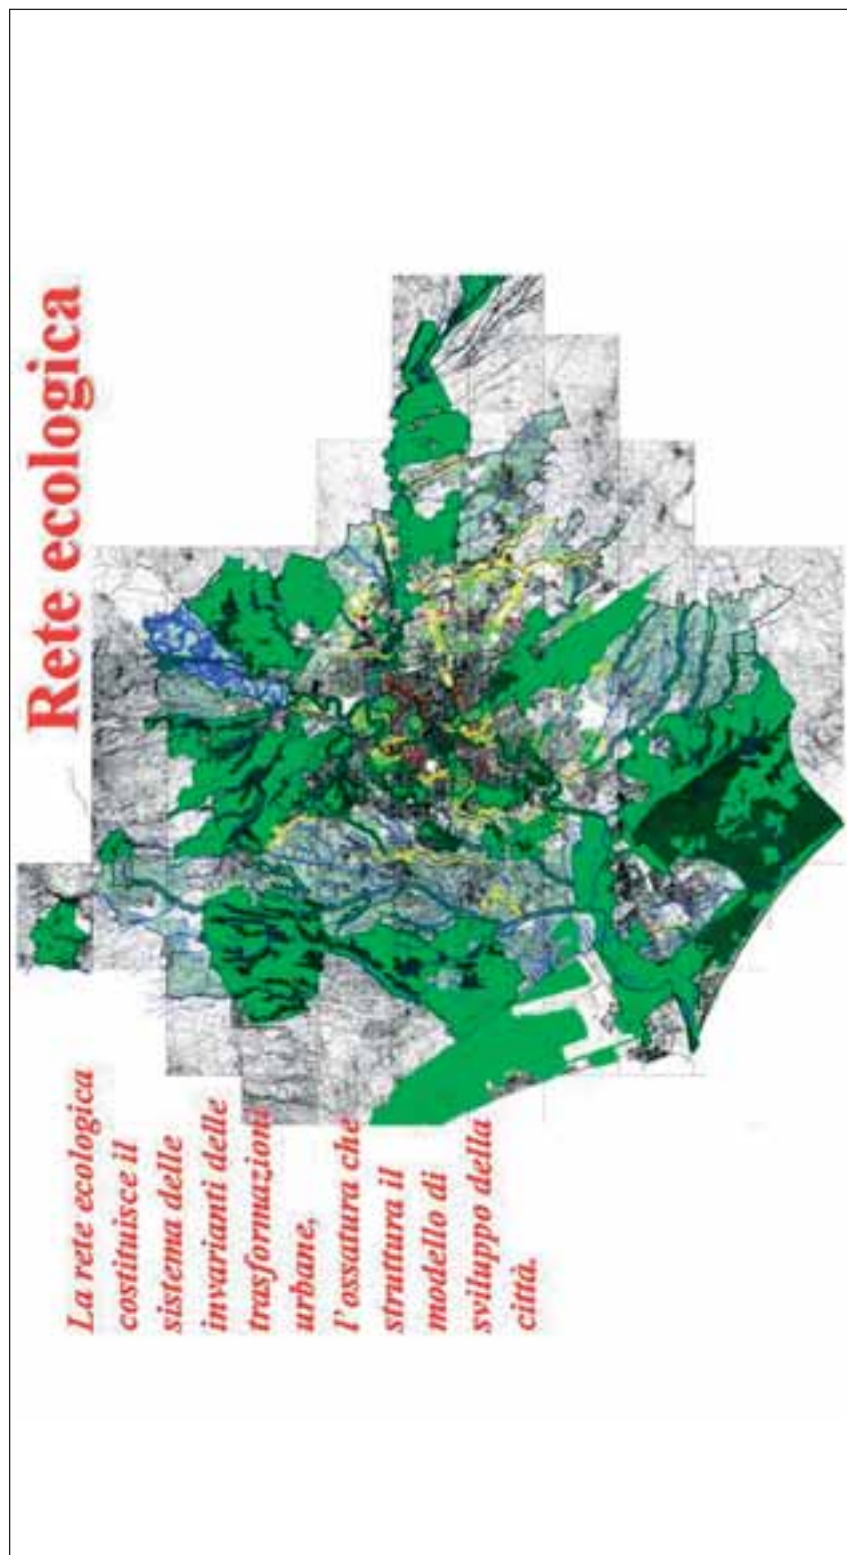 Rete ecologica
La rete ecologica
costituisce il
sistema delle
invarianti delle
trasformazioni
urbane,
l'ossatura che
struttura il
modello di
sviluppo della
città.